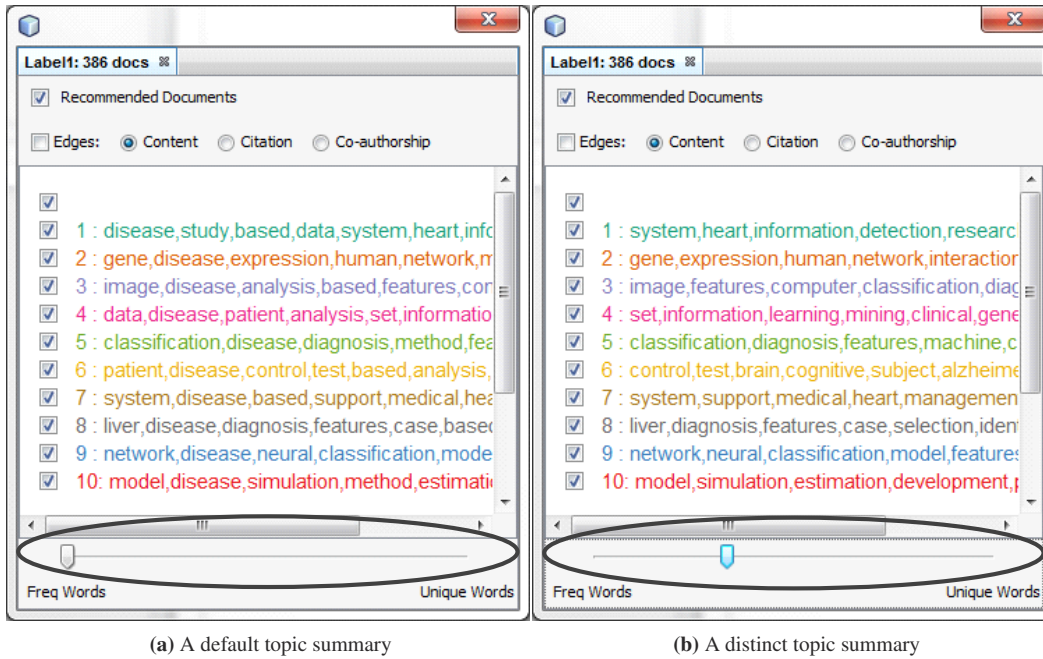 Label1: 386 docs
Recommended Documents
Edges: Content Citation Co-authorship
1 : disease,study,based,data,system,heart,info
2 : gene,disease,expression,human,network,m
3 : image,disease,analysis,based,features,con
4 : data,disease,patient,analysis,set,informatio
5 : classification,disease,diagnosis,method,fea
6 : patient,disease,control,test,based,analysis,
7 : system,disease,based,support,medical,hea
8 : liver,disease,diagnosis,features,case,based
9 : network,disease,neural,classification,mode
10: model,disease,simulation,method,estimati
Freq Words Unique Words
(a) A default topic summary
Label1: 386 docs
Recommended Documents
Edges: Content Citation Co-authorship
1 : system,heart,information,detection,researc
2 : gene,expression,human,network,interaction
3 : image,features,computer,classification,diag
4 : set,information,learning,mining,clinical,gene
5 : classification,diagnosis,features,machine,c
6 : control,test,brain,cognitive,subject,alzheime
7 : system,support,medical,heart,managemen
8 : liver,diagnosis,features,case,selection,iden
9 : network,neural,classification,model,features
10: model,simulation,estimation,development,p
Freq Words Unique Words
(b) A distinct topic summary